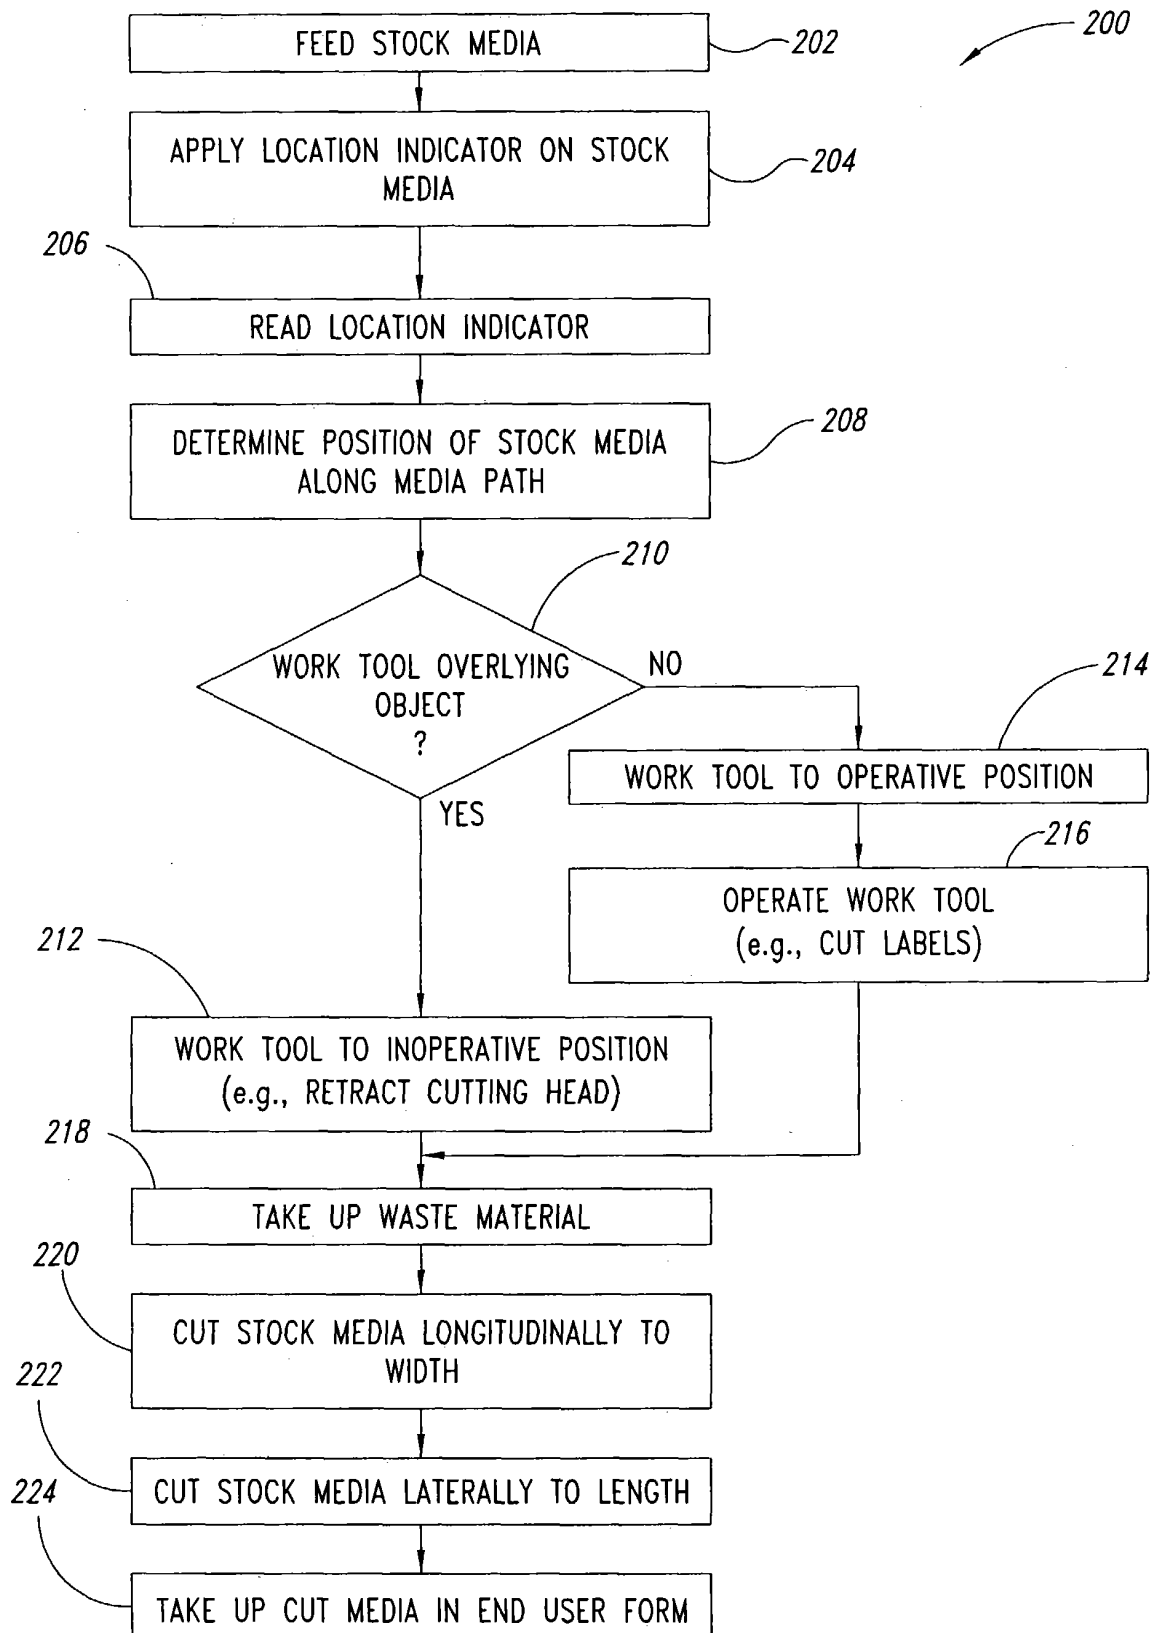 200
FEED STOCK MEDIA
202
APPLY LOCATION INDICATOR ON STOCK
MEDIA
204
206
READ LOCATION INDICATOR
DETERMINE POSITION OF STOCK MEDIA
ALONG MEDIA PATH
208
210
WORK TOOL OVERLYING
OBJECT
?
NO
YES
214
WORK TOOL TO OPERATIVE POSITION
216
OPERATE WORK TOOL
(e.g., CUT LABELS)
212
WORK TOOL TO INOPERATIVE POSITION
(e.g., RETRACT CUTTING HEAD)
218
TAKE UP WASTE MATERIAL
220
CUT STOCK MEDIA LONGITUDINALLY TO
WIDTH
222
CUT STOCK MEDIA LATERALLY TO LENGTH
224
TAKE UP CUT MEDIA IN END USER FORM